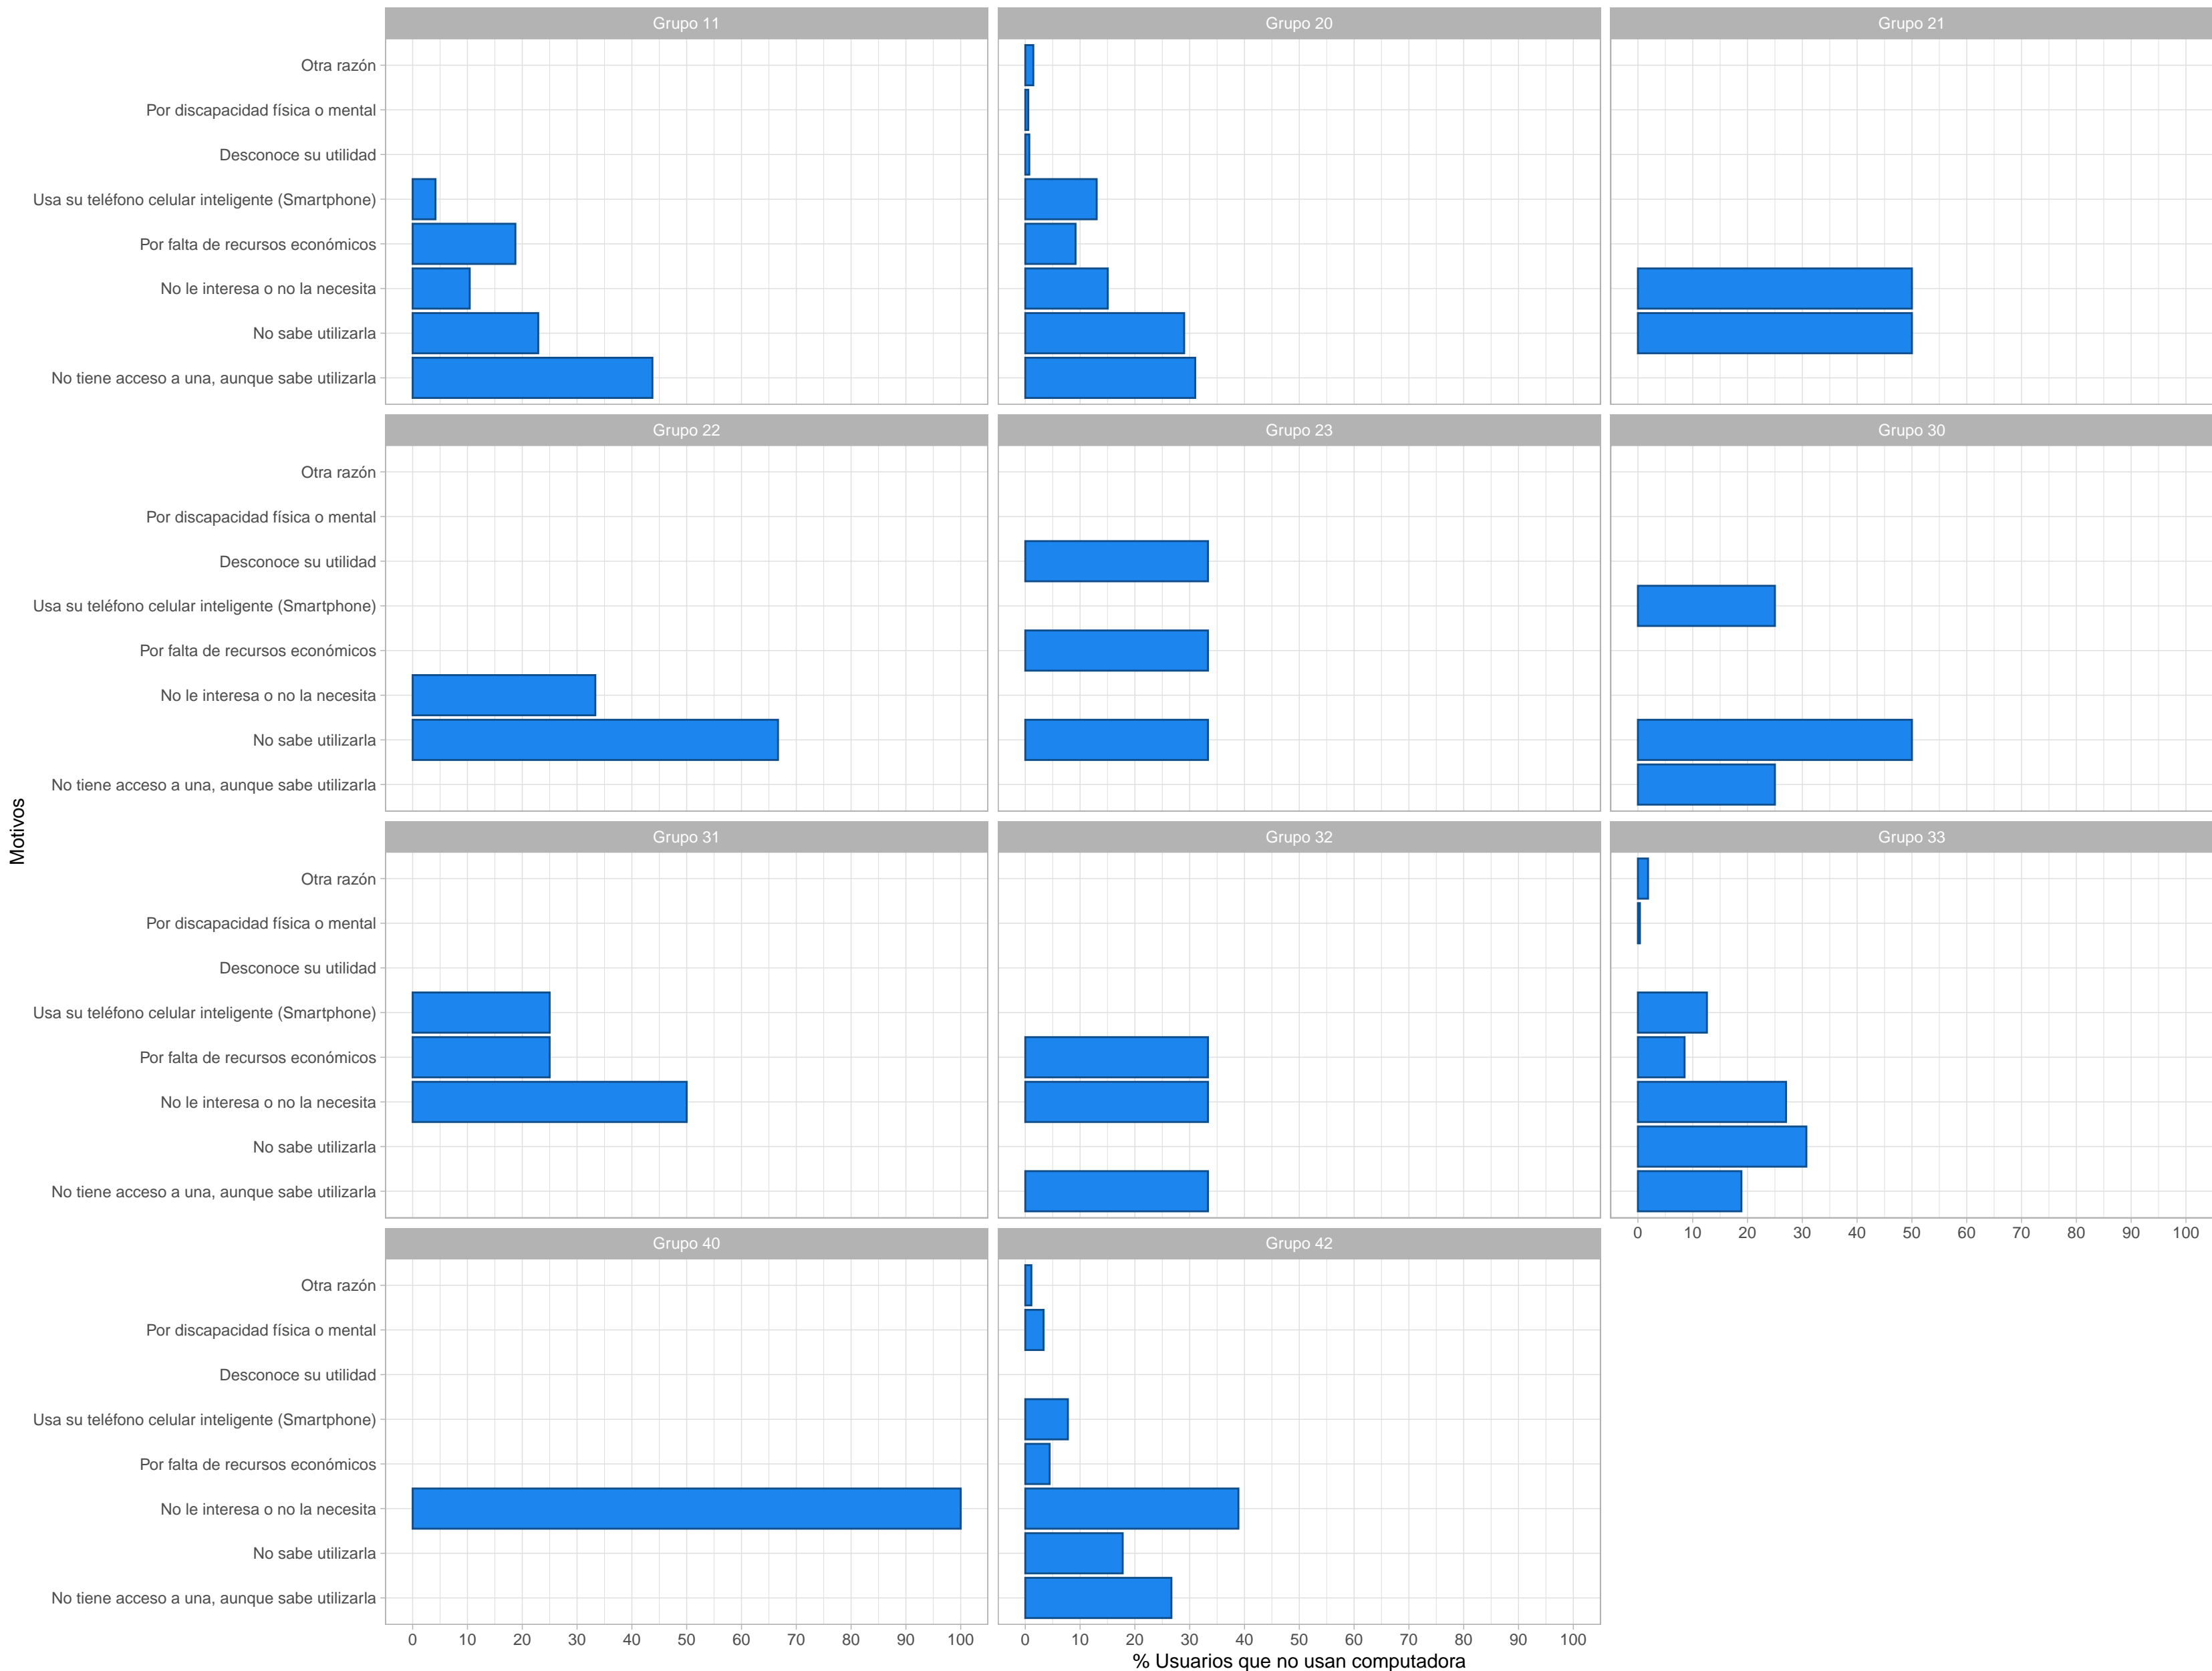 Grupo 11
Grupo 20
Grupo 21
Otra razón
Por discapacidad física o mental
Desconoce su utilidad
Usa su teléfono celular inteligente (Smartphone)
Por falta de recursos económicos
No le interesa o no la necesita
No sabe utilizarla
No tiene acceso a una, aunque sabe utilizarla
Grupo 22
Grupo 23
Grupo 30
Otra razón
Por discapacidad física o mental
Desconoce su utilidad
Usa su teléfono celular inteligente (Smartphone)
Por falta de recursos económicos
No le interesa o no la necesita
No sabe utilizarla
No tiene acceso a una, aunque sabe utilizarla
Motivos
Grupo 31
Grupo 32
Grupo 33
Otra razón
Por discapacidad física o mental
Desconoce su utilidad
Usa su teléfono celular inteligente (Smartphone)
Por falta de recursos económicos
No le interesa o no la necesita
No sabe utilizarla
No tiene acceso a una, aunque sabe utilizarla
0 10 20 30 40 50 60 70 80 90 100
Grupo 40
Grupo 42
Otra razón
Por discapacidad física o mental
Desconoce su utilidad
Usa su teléfono celular inteligente (Smartphone)
Por falta de recursos económicos
No le interesa o no la necesita
No sabe utilizarla
No tiene acceso a una, aunque sabe utilizarla
0 10 20 30 40 50 60 70 80 90 100
0 10 20 30 40 50 60 70 80 90 100
% Usuarios que no usan computadora